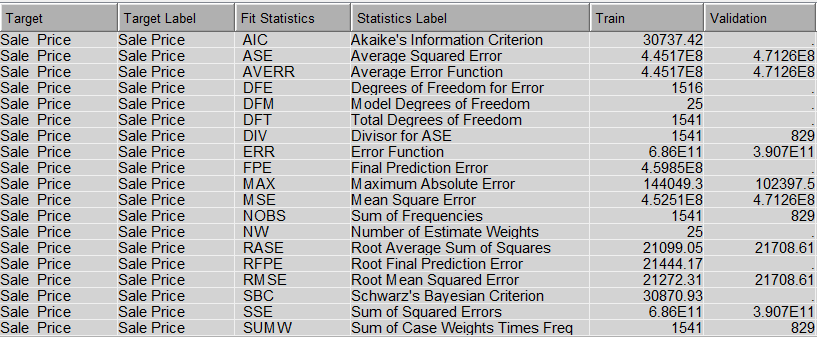 Target Target Label Fit Statistics Statistics Label Train Validation
Sale Price Sale Price AIC Akaike's Information Criterion 30737.42 .
Sale Price Sale Price ASE Average Squared Error 4.4517E8 4.7126E8
Sale Price Sale Price AVERR Average Error Function 4.4517E8 4.7126E8
Sale Price Sale Price DFE Degrees of Freedom for Error 1516 .
Sale Price Sale Price DFM Model Degrees of Freedom 25 .
Sale Price Sale Price DFT Total Degrees of Freedom 1541 .
Sale Price Sale Price DIV Divisor for ASE 1541 829
Sale Price Sale Price ERR Error Function 6.86E11 3.907E11
Sale Price Sale Price FPE Final Prediction Error 4.5985E8 .
Sale Price Sale Price MAX Maximum Absolute Error 144049.3 102397.5
Sale Price Sale Price MSE Mean Square Error 4.5251E8 4.7126E8
Sale Price Sale Price NOBS Sum of Frequencies 1541 829
Sale Price Sale Price NW Number of Estimate Weights 25 .
Sale Price Sale Price RASE Root Average Sum of Squares 21099.05 21708.61
Sale Price Sale Price RFPE Root Final Prediction Error 21444.17 .
Sale Price Sale Price RMSE Root Mean Squared Error 21272.31 21708.61
Sale Price Sale Price SBC Schwarz's Bayesian Criterion 30870.93 .
Sale Price Sale Price SSE Sum of Squared Errors 6.86E11 3.907E11
Sale Price Sale Price SUMW Sum of Case Weights Times Freq 1541 829